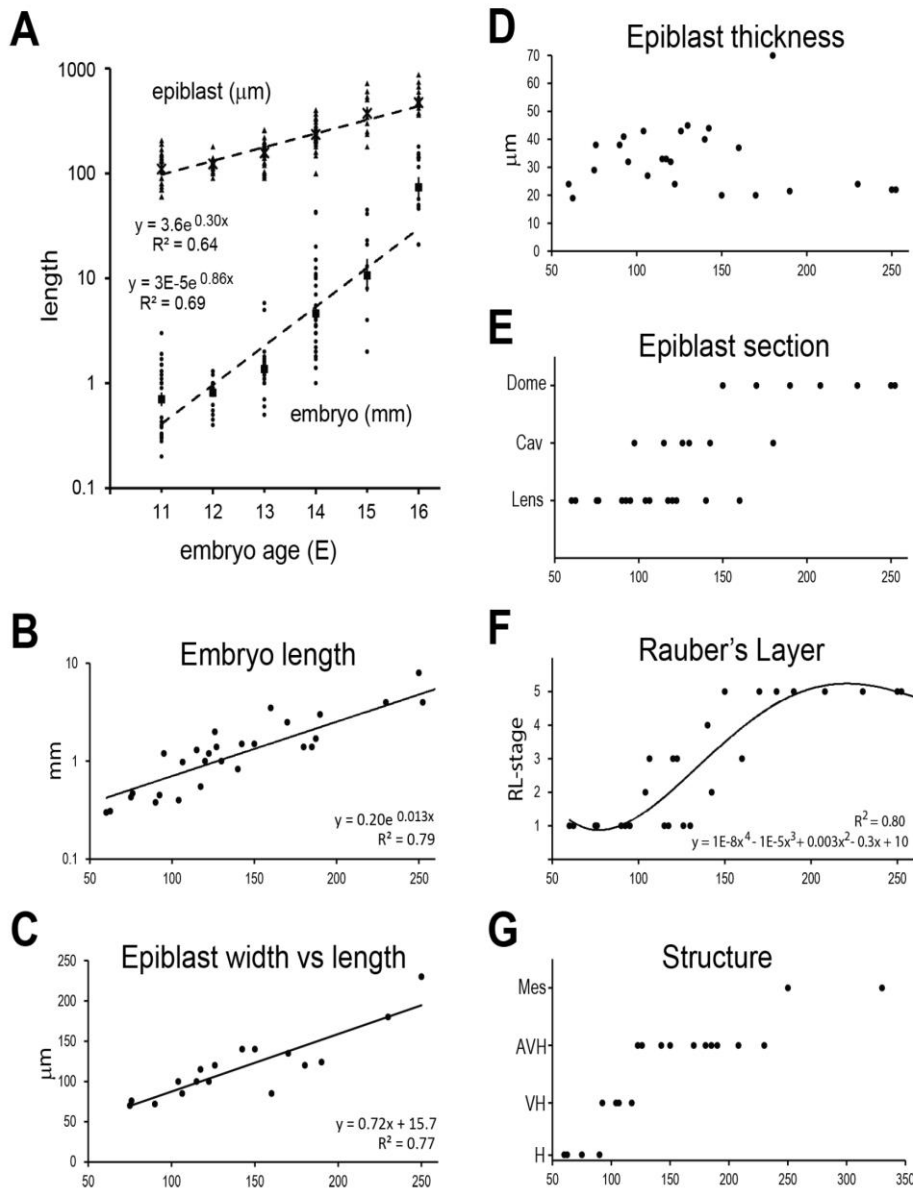 A
1000
epiblast (μm)
100
y = 3.6e^0.30x
R² = 0.64
length
10
y = 3E-5e^0.86x
R² = 0.69
1
embryo (mm)
0.1
11 12 13 14 15 16
embryo age (E)
B
Embryo length
10
mm
1
y = 0.20e^0.013x
R² = 0.79
0.1
50 100 150 200 250
C
Epiblast width vs length
250
200
150
μm
100
50
y = 0.72x + 15.7
R² = 0.77
0
50 100 150 200 250
D
Epiblast thickness
70
60
50
μm
40
30
20
10
0
50 100 150 200 250
E
Epiblast section
Dome
Cav
Lens
50 100 150 200 250
F
Rauber's Layer
5
4
RL-stage
3
2
R² = 0.80
1
y = 1E-8x⁴ - 1E-5x³ + 0.003x² - 0.3x + 10
50 100 150 200 250
G
Structure
Mes
AVH
VH
H
50 100 150 200 250 300 350